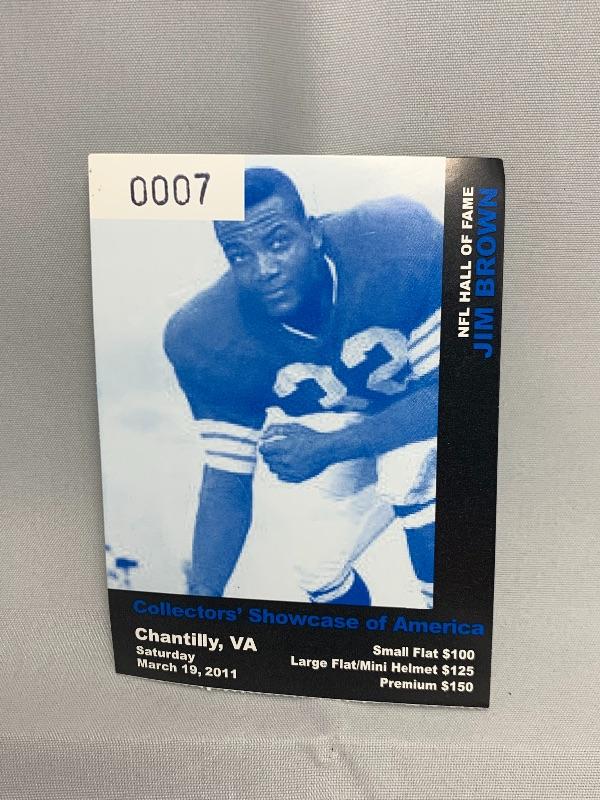 0007
NFL HALL OF FAME
JIM BROWN
32
Collectors' Showcase of America
Chantilly, VA
Saturday
March 19, 2011
Small Flat $100
Large Flat/Mini Helmet $125
Premium $150